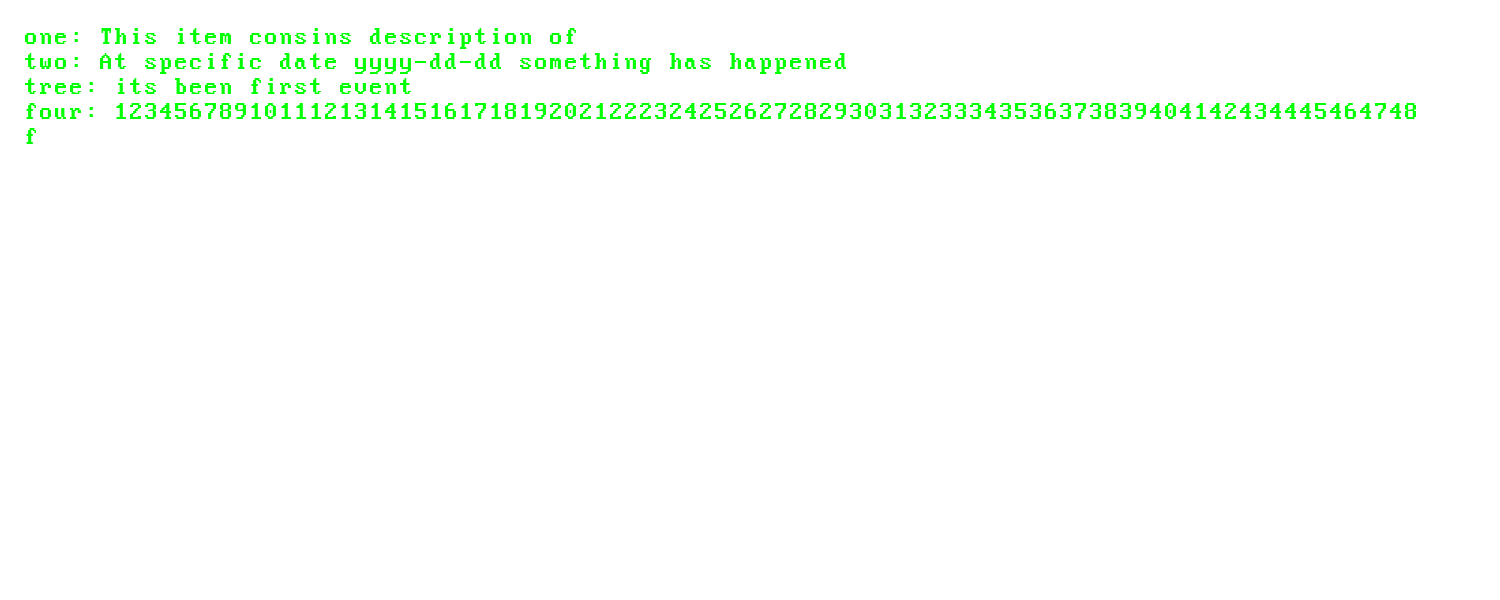 one: This item consins description of
two: At specific date yyyy-dd-dd something has happened
tree: its been first event
four: 123456789101112131415161718192021222324252627282930313233343536373839404142434445464748
f